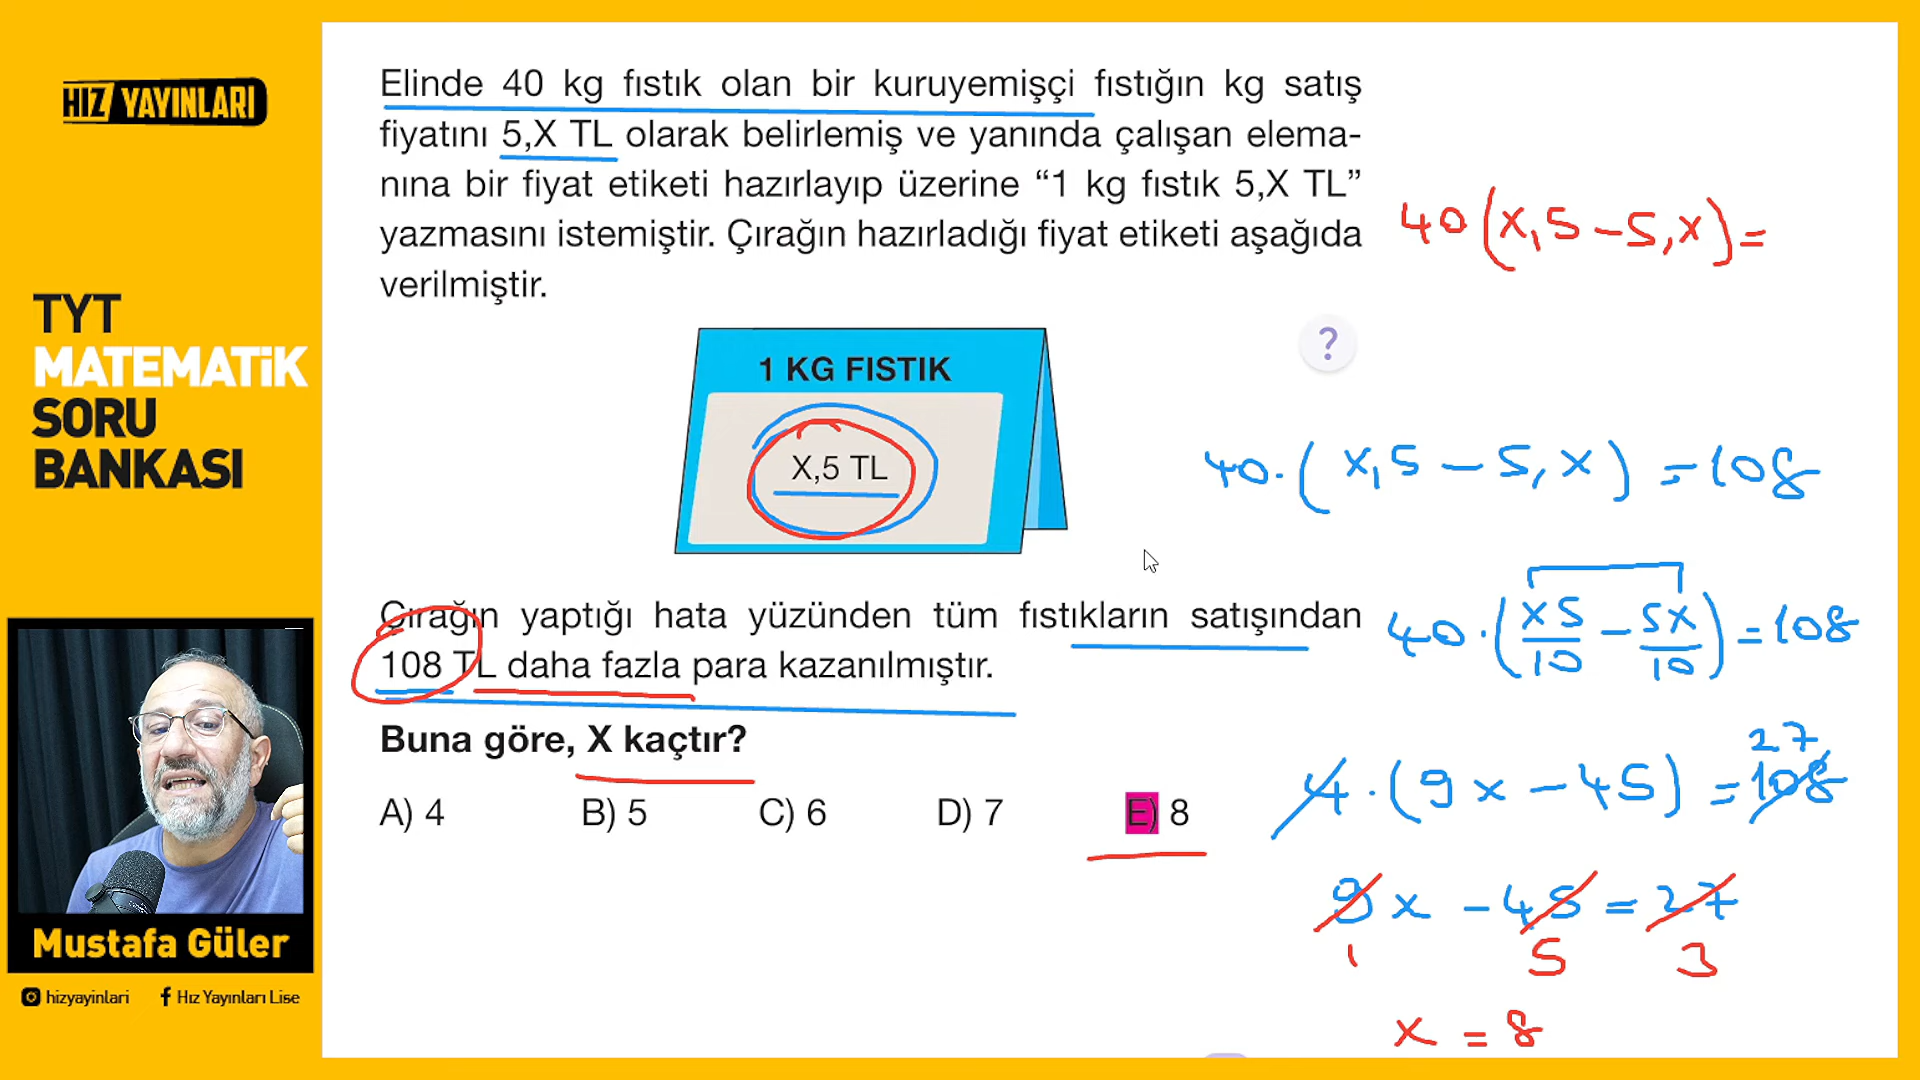 HIZ YAYINLARI
TYT
MATEMATİK
SORU
BANKASI
Mustafa Güler
hizyayinlari
Hız Yayınları Lise
Elinde 40 kg fıstık olan bir kuruyemişçi fıstığın kg satış
fiyatını 5,X TL olarak belirlemiş ve yanında çalışan elema-
nına bir fiyat etiketi hazırlayıp üzerine “1 kg fıstık 5,X TL”
yazmasını istemiştir. Çırağın hazırladığı fiyat etiketi aşağıda
verilmiştir.
1 KG FISTIK
X,5 TL
Çırağın yaptığı hata yüzünden tüm fıstıkların satışından
108 TL daha fazla para kazanılmıştır.
Buna göre, X kaçtır?
A) 4 B) 5 C) 6 D) 7 E) 8
40(x,5-5,x)=
?
40.(x,5-5,x)=108
40.(x5/10-5x/10)=108
27
4.(9x-45)=108
9x-45=27
1 5 3
x=8